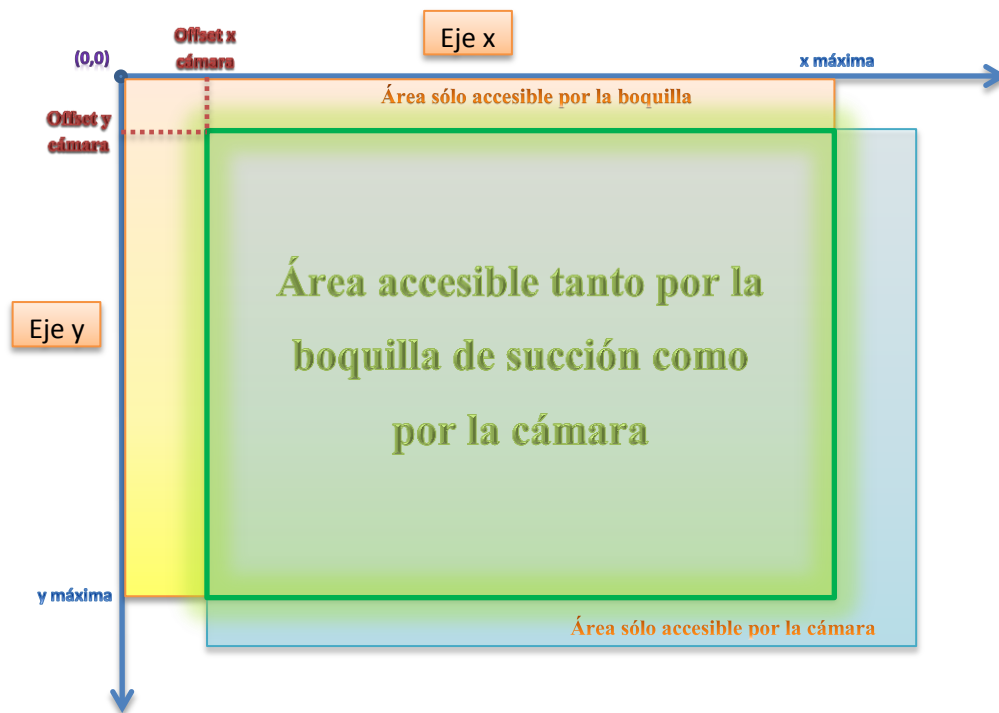 Eje x
Offset x
cámara
(0,0)
x máxima
Área sólo accesible por la boquilla
Offset y
cámara
Área accesible tanto por la
boquilla de succión como
por la cámara
Eje y
y máxima
Área sólo accesible por la cámara